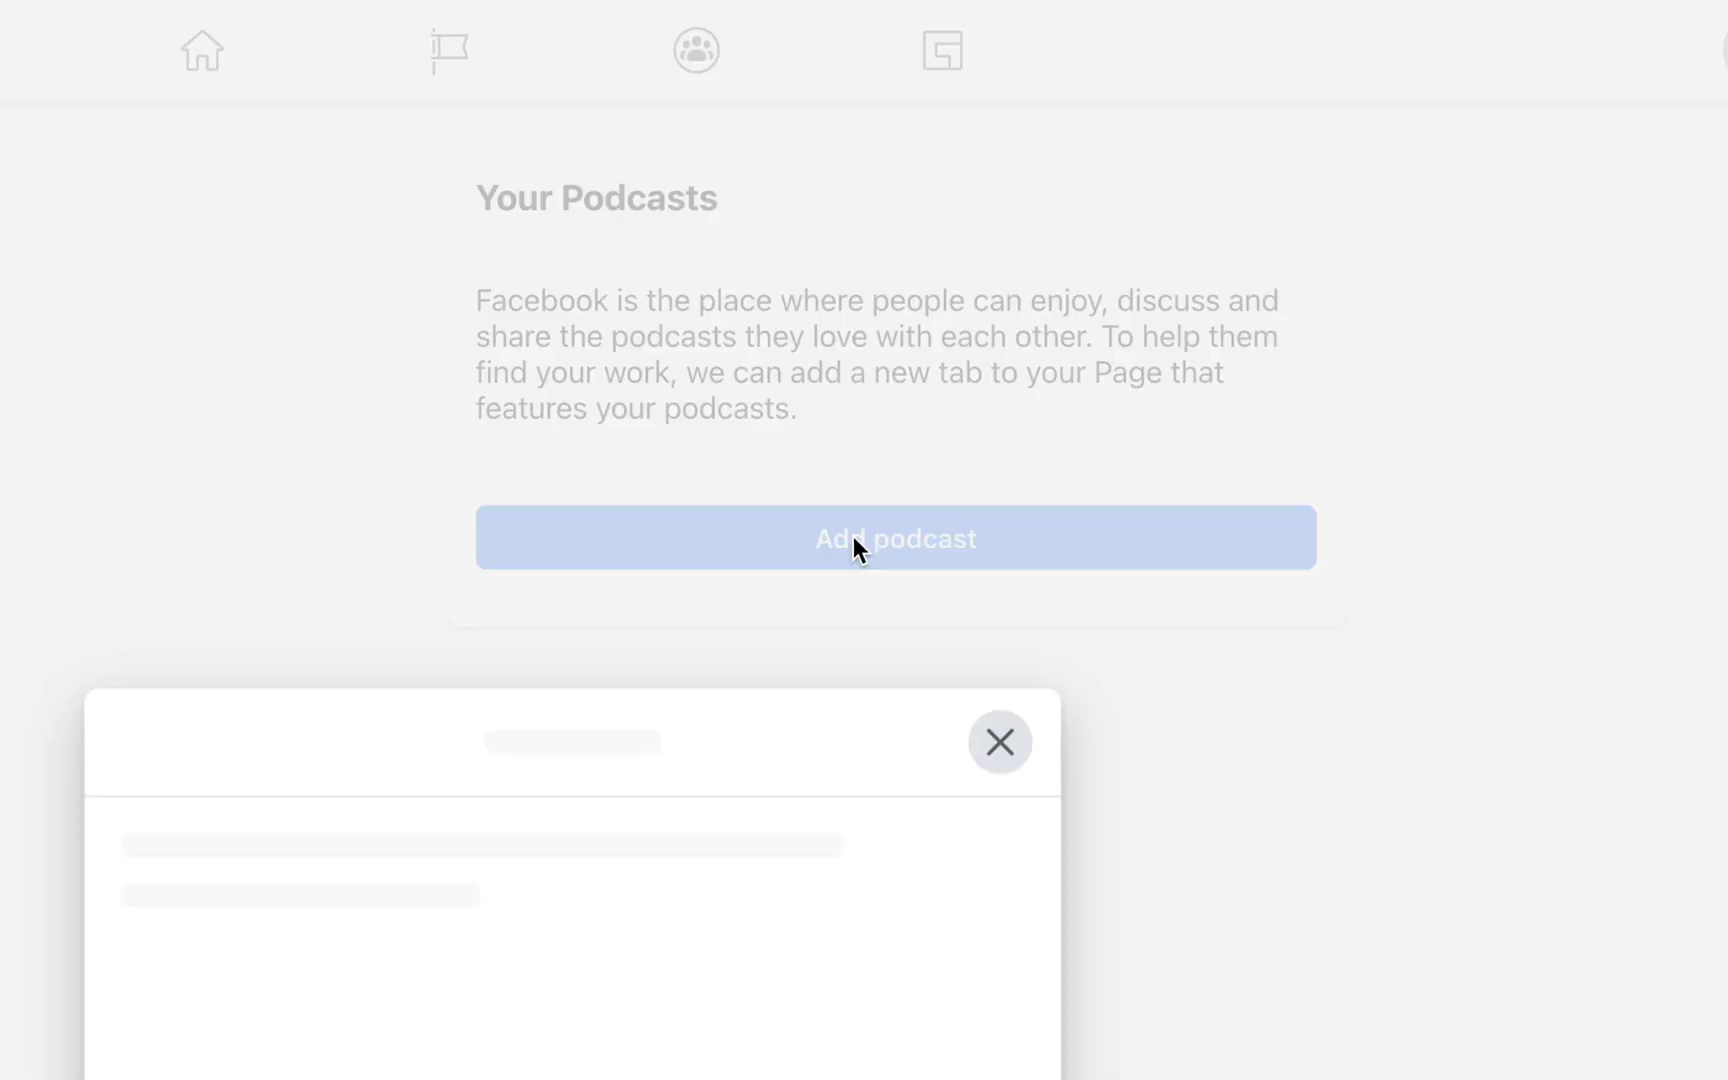 Your Podcasts
Facebook is the place where people can enjoy, discuss and
share the podcasts they love with each other. To help them
find your work, we can add a new tab to your Page that
features your podcasts.
Add podcast